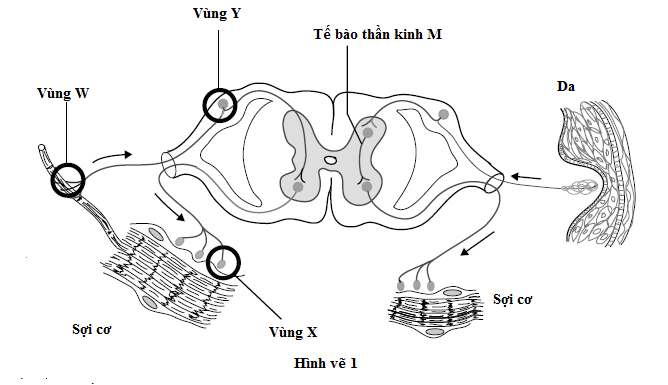 Vùng Y
Tế bào thần kinh M
Vùng W
Da
Sợi cơ
Sợi cơ
Vùng X
Hình vẽ 1